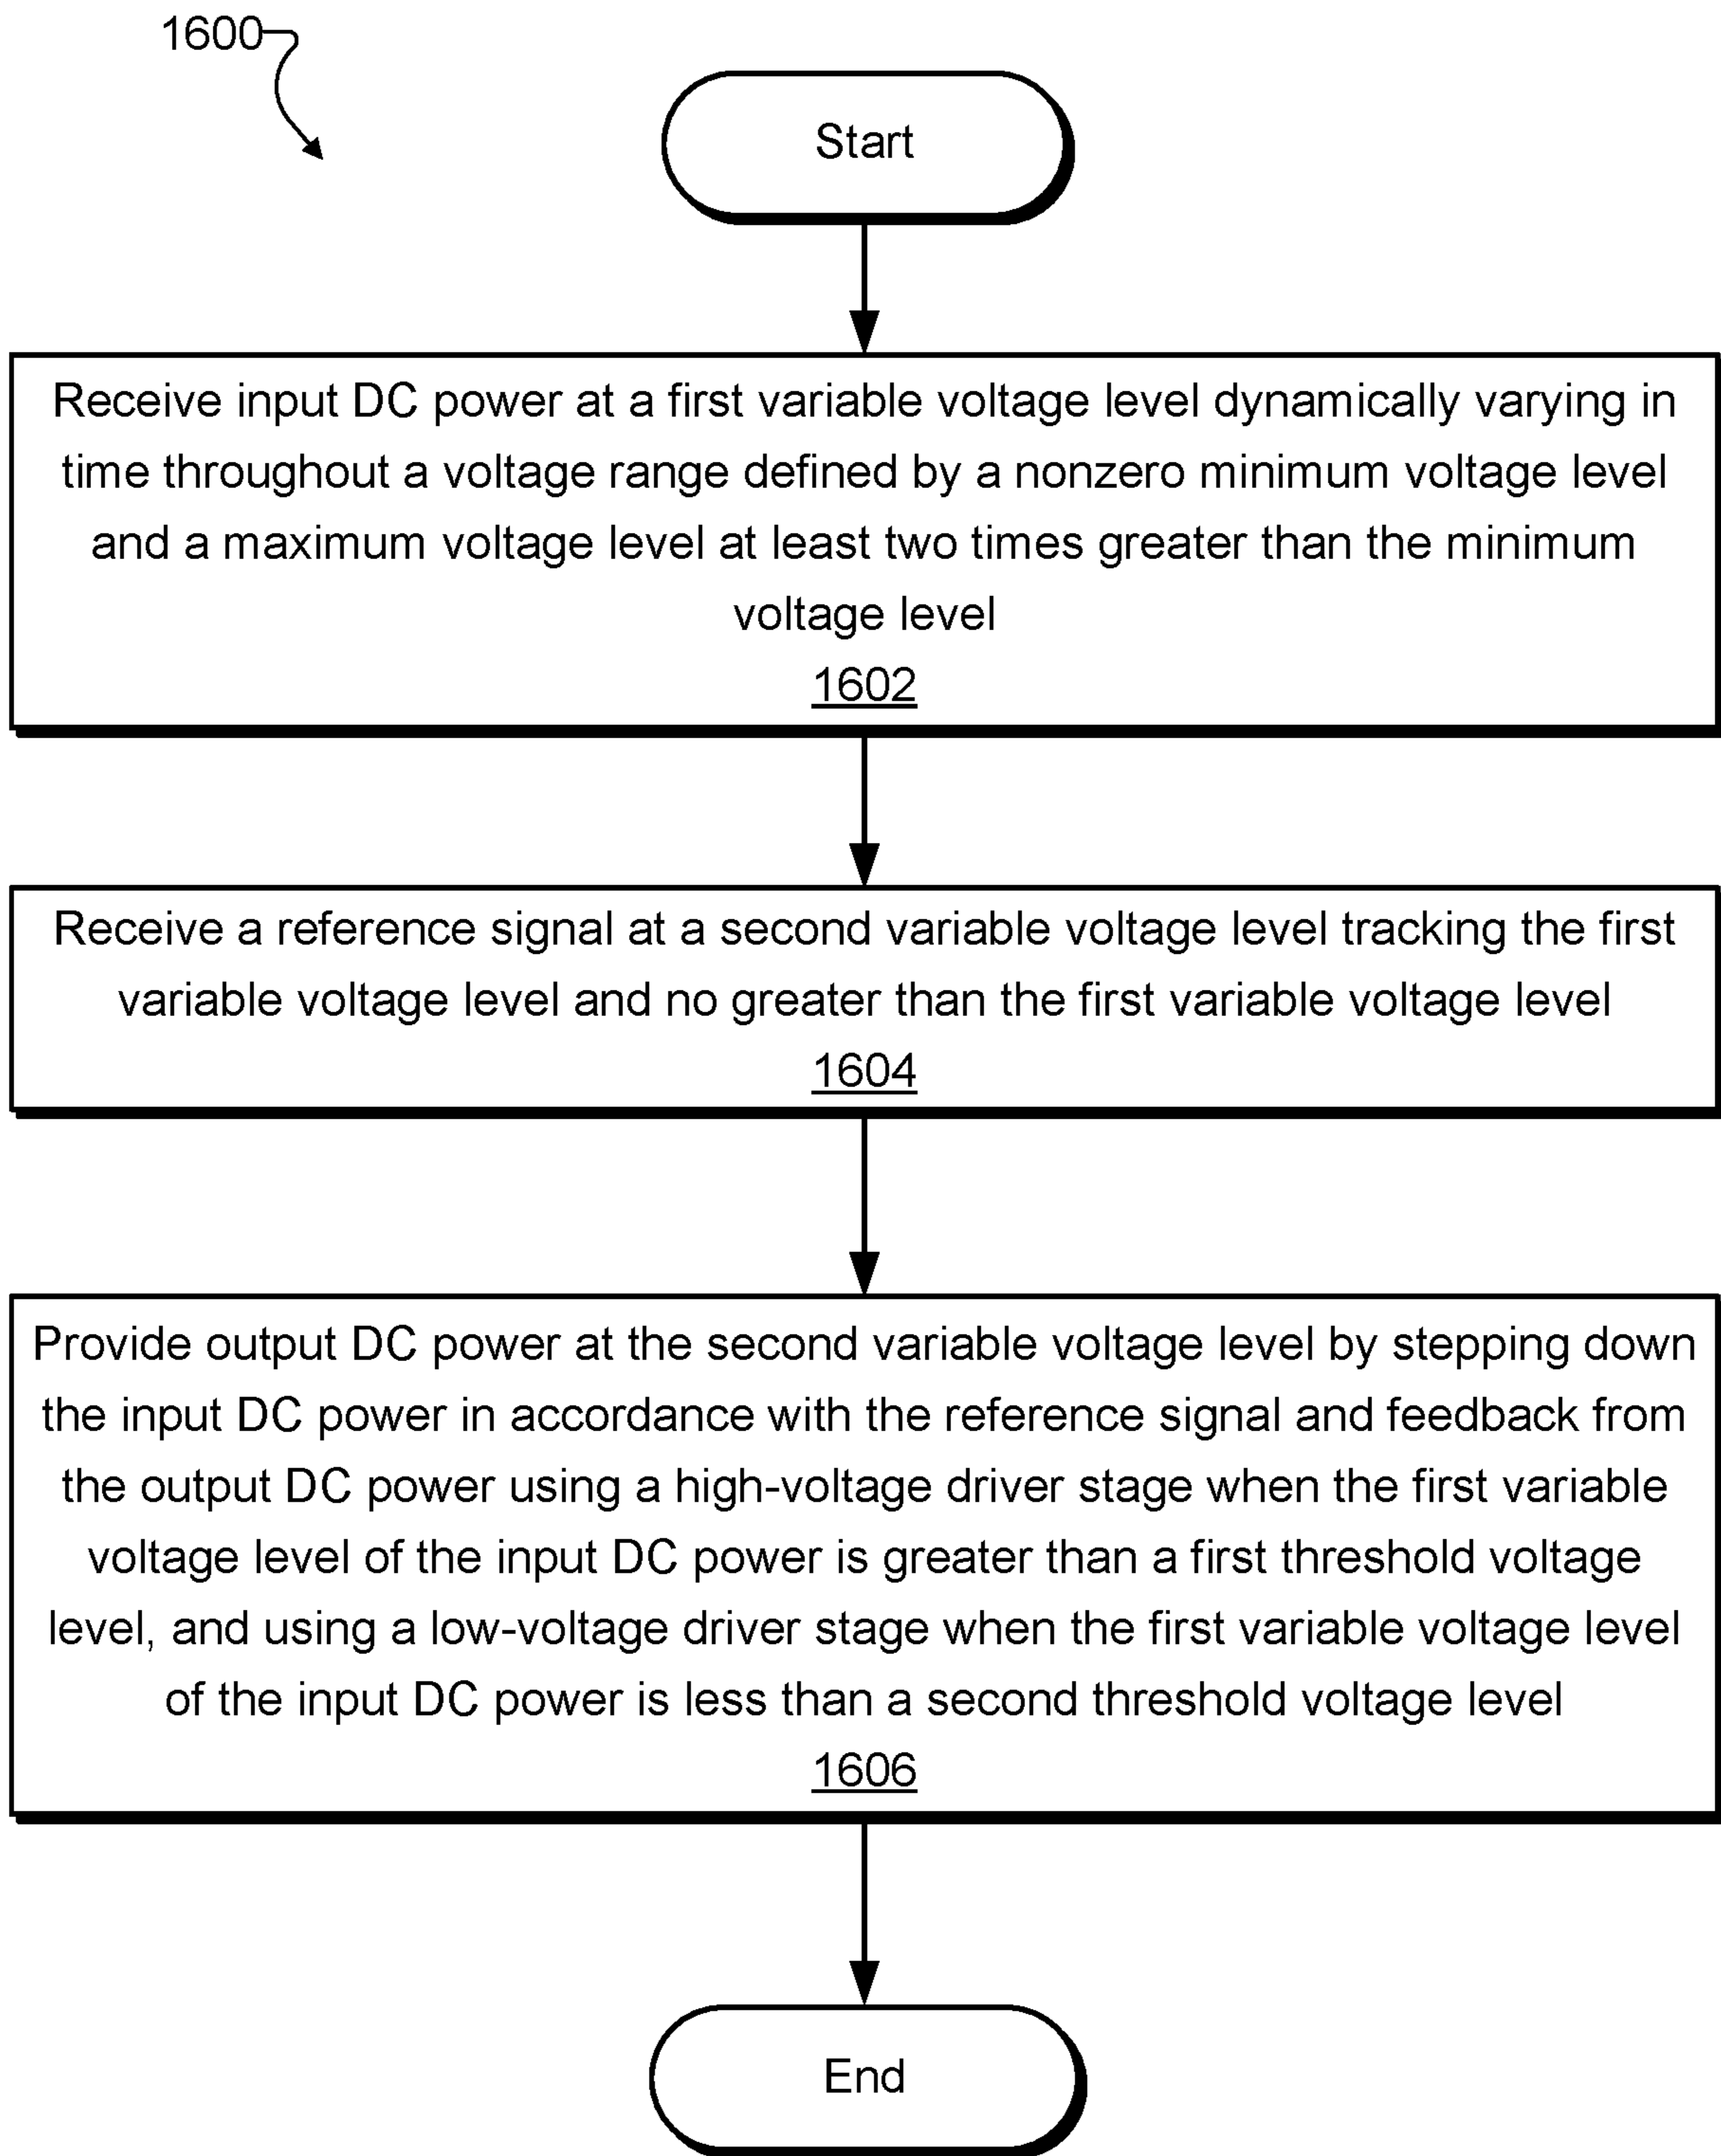 1600
Start
Receive input DC power at a first variable voltage level dynamically varying in
time throughout a voltage range defined by a nonzero minimum voltage level
and a maximum voltage level at least two times greater than the minimum
voltage level
1602
Receive a reference signal at a second variable voltage level tracking the first
variable voltage level and no greater than the first variable voltage level
1604
Provide output DC power at the second variable voltage level by stepping down
the input DC power in accordance with the reference signal and feedback from
the output DC power using a high-voltage driver stage when the first variable
voltage level of the input DC power is greater than a first threshold voltage
level, and using a low-voltage driver stage when the first variable voltage level
of the input DC power is less than a second threshold voltage level
1606
End